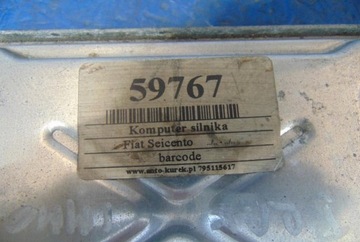 59767
Komputer silnika
Fiat Seicento
barcode
www.auto-kurek.pl 795115617